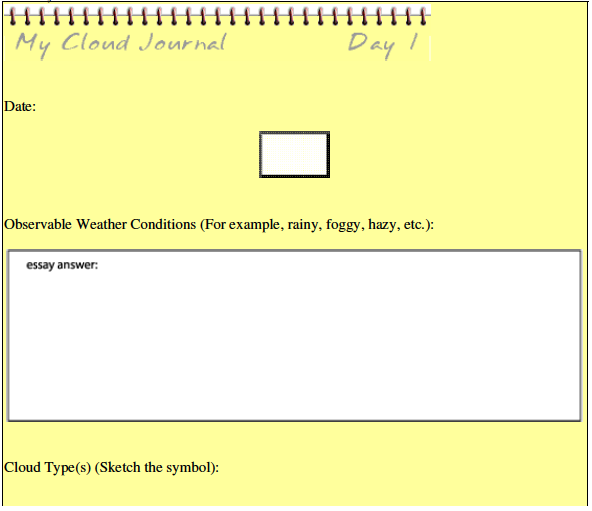 My Cloud Journal Day 1
Date:
Observable Weather Conditions (For example, rainy, foggy, hazy, etc.):
essay answer:
Cloud Type(s) (Sketch the symbol):